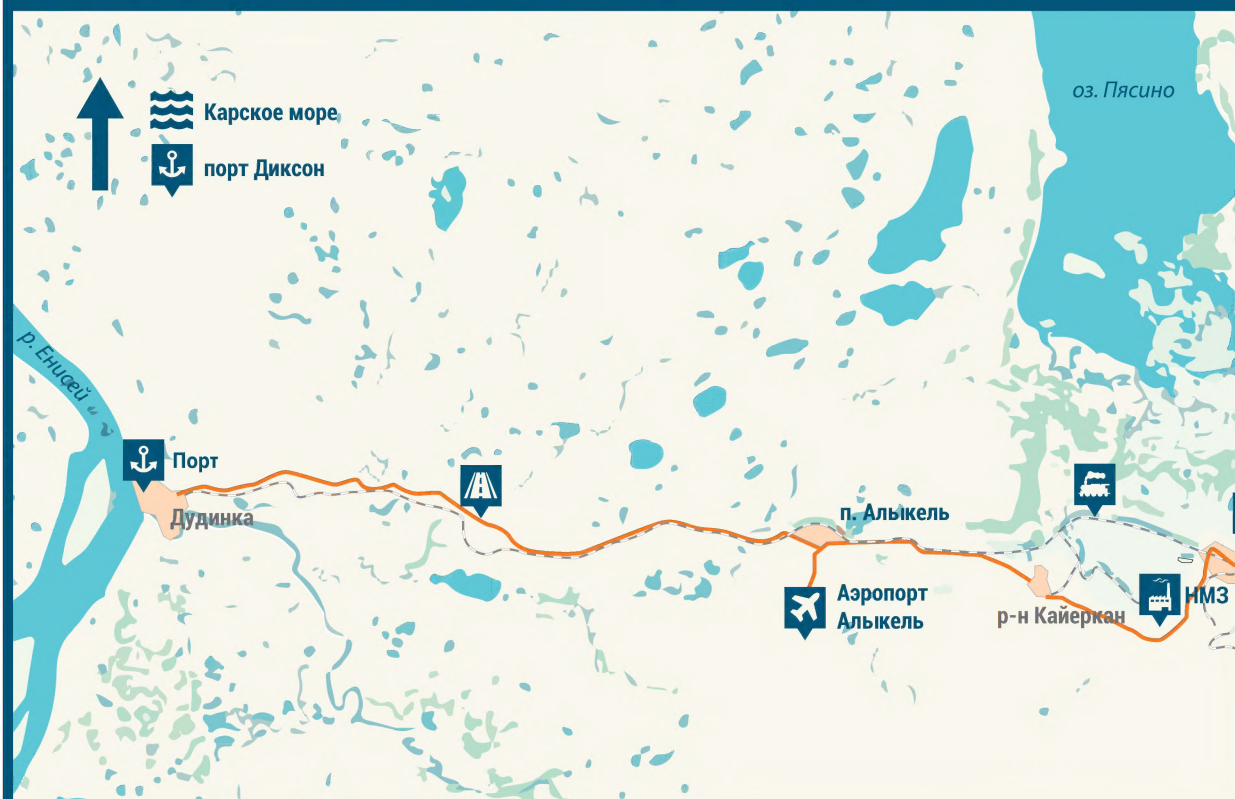 оз. Пясино
Карское море
порт Диксон
р. Енисей
Порт
Дудинка
п. Алыкель
Аэропорт
Алыкель
НМЗ
р-н Кайеркан